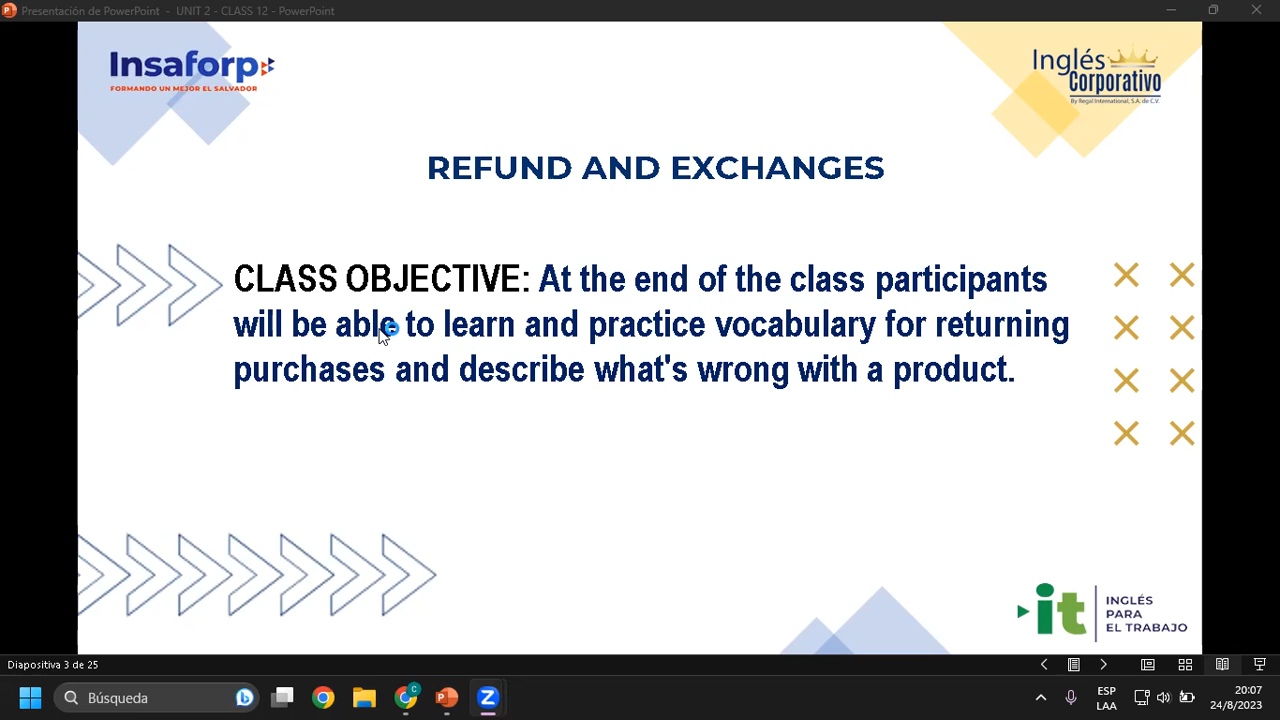 Presentación de PowerPoint - UNIT 2 - CLASS 12 - PowerPoint
Insaforp
FORMANDO UN MEJOR EL SALVADOR
Inglés
Corporativo
By Regal International, S.A. de C.V.
REFUND AND EXCHANGES
CLASS OBJECTIVE: At the end of the class participants
will be able to learn and practice vocabulary for returning
purchases and describe what's wrong with a product.
it
INGLÉS
PARA
EL TRABAJO
Diapositiva 3 de 25
Búsqueda
C
ESP
LAA
20:07
24/8/2023